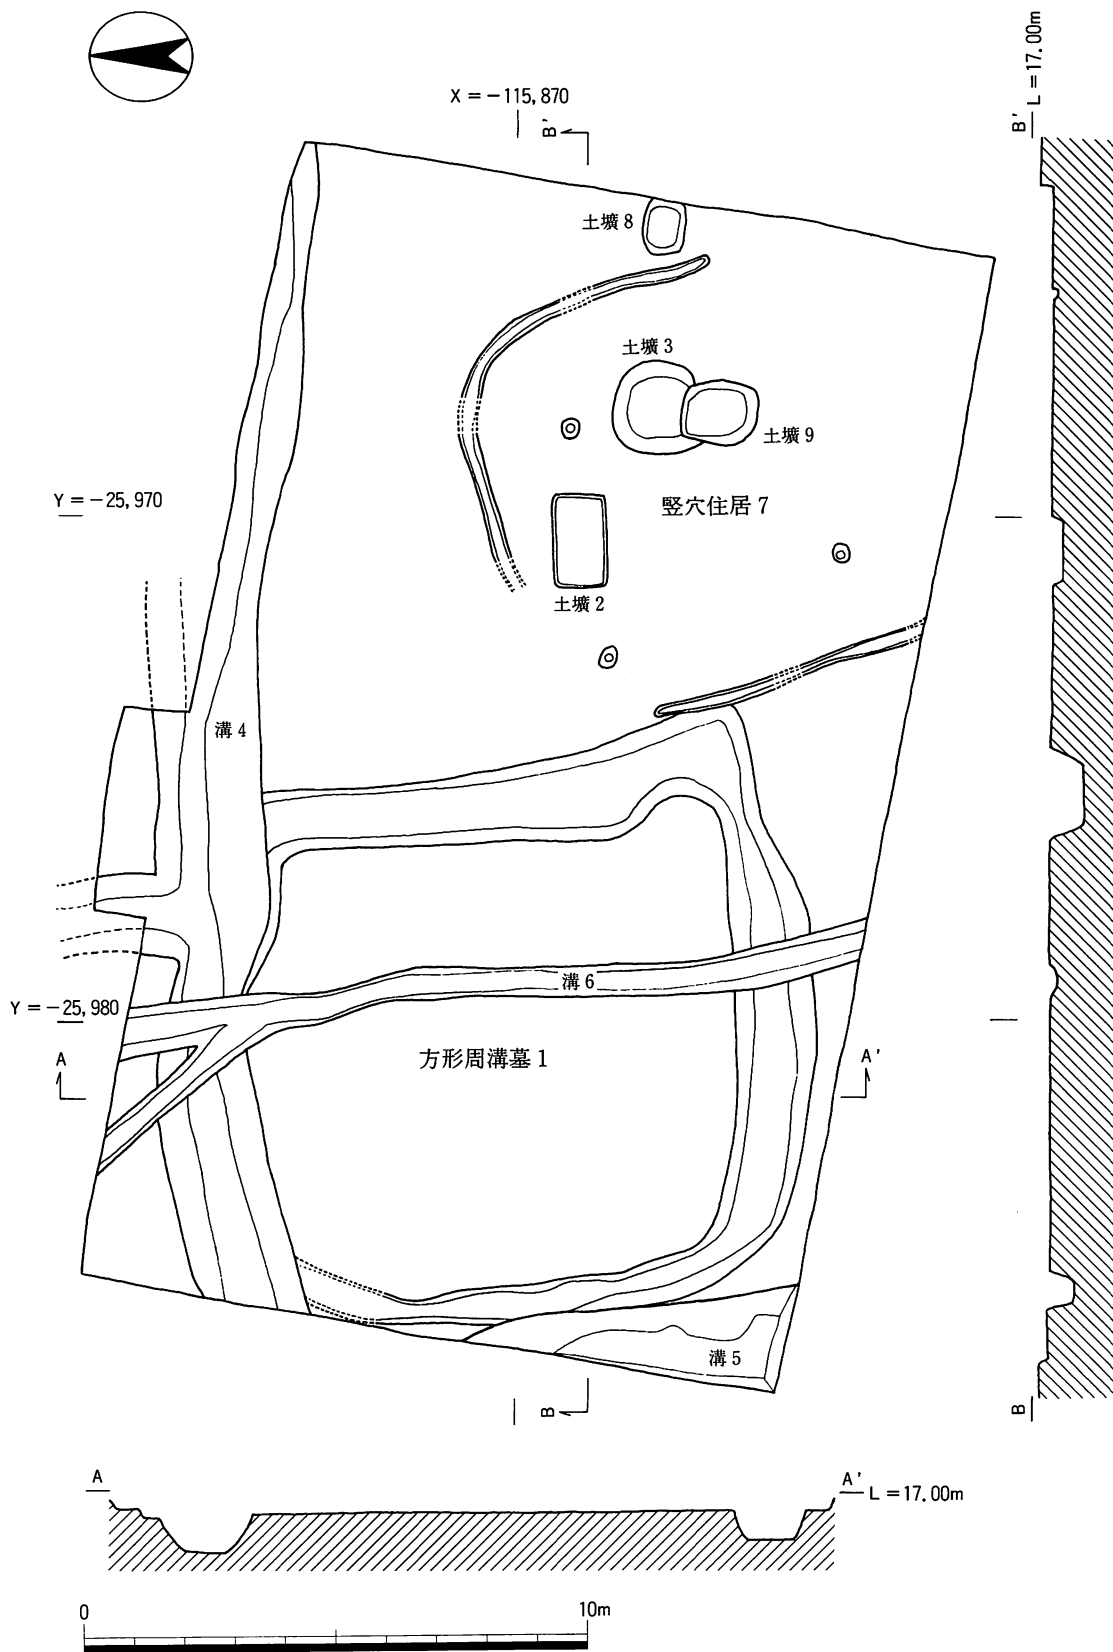 L=17.00m
X=-115,870
B'
B'
土壙8
土壙3
土壙9
Y=-25,970
竪穴住居7
土壙2
溝4
溝6
Y=-25,980
方形周溝墓1
A
A'
溝5
B
B
A
A'
L=17.00m
0
10m